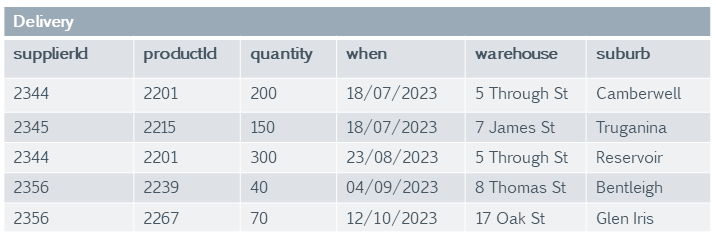 Delivery
supplierId productId quantity when warehouse suburb
2344 2201 200 18/07/2023 5 Through St Camberwell
2345 2215 150 18/07/2023 7 James St Truganina
2344 2201 300 23/08/2023 5 Through St Reservoir
2356 2239 40 04/09/2023 8 Thomas St Bentleigh
2356 2267 70 12/10/2023 17 Oak St Glen Iris